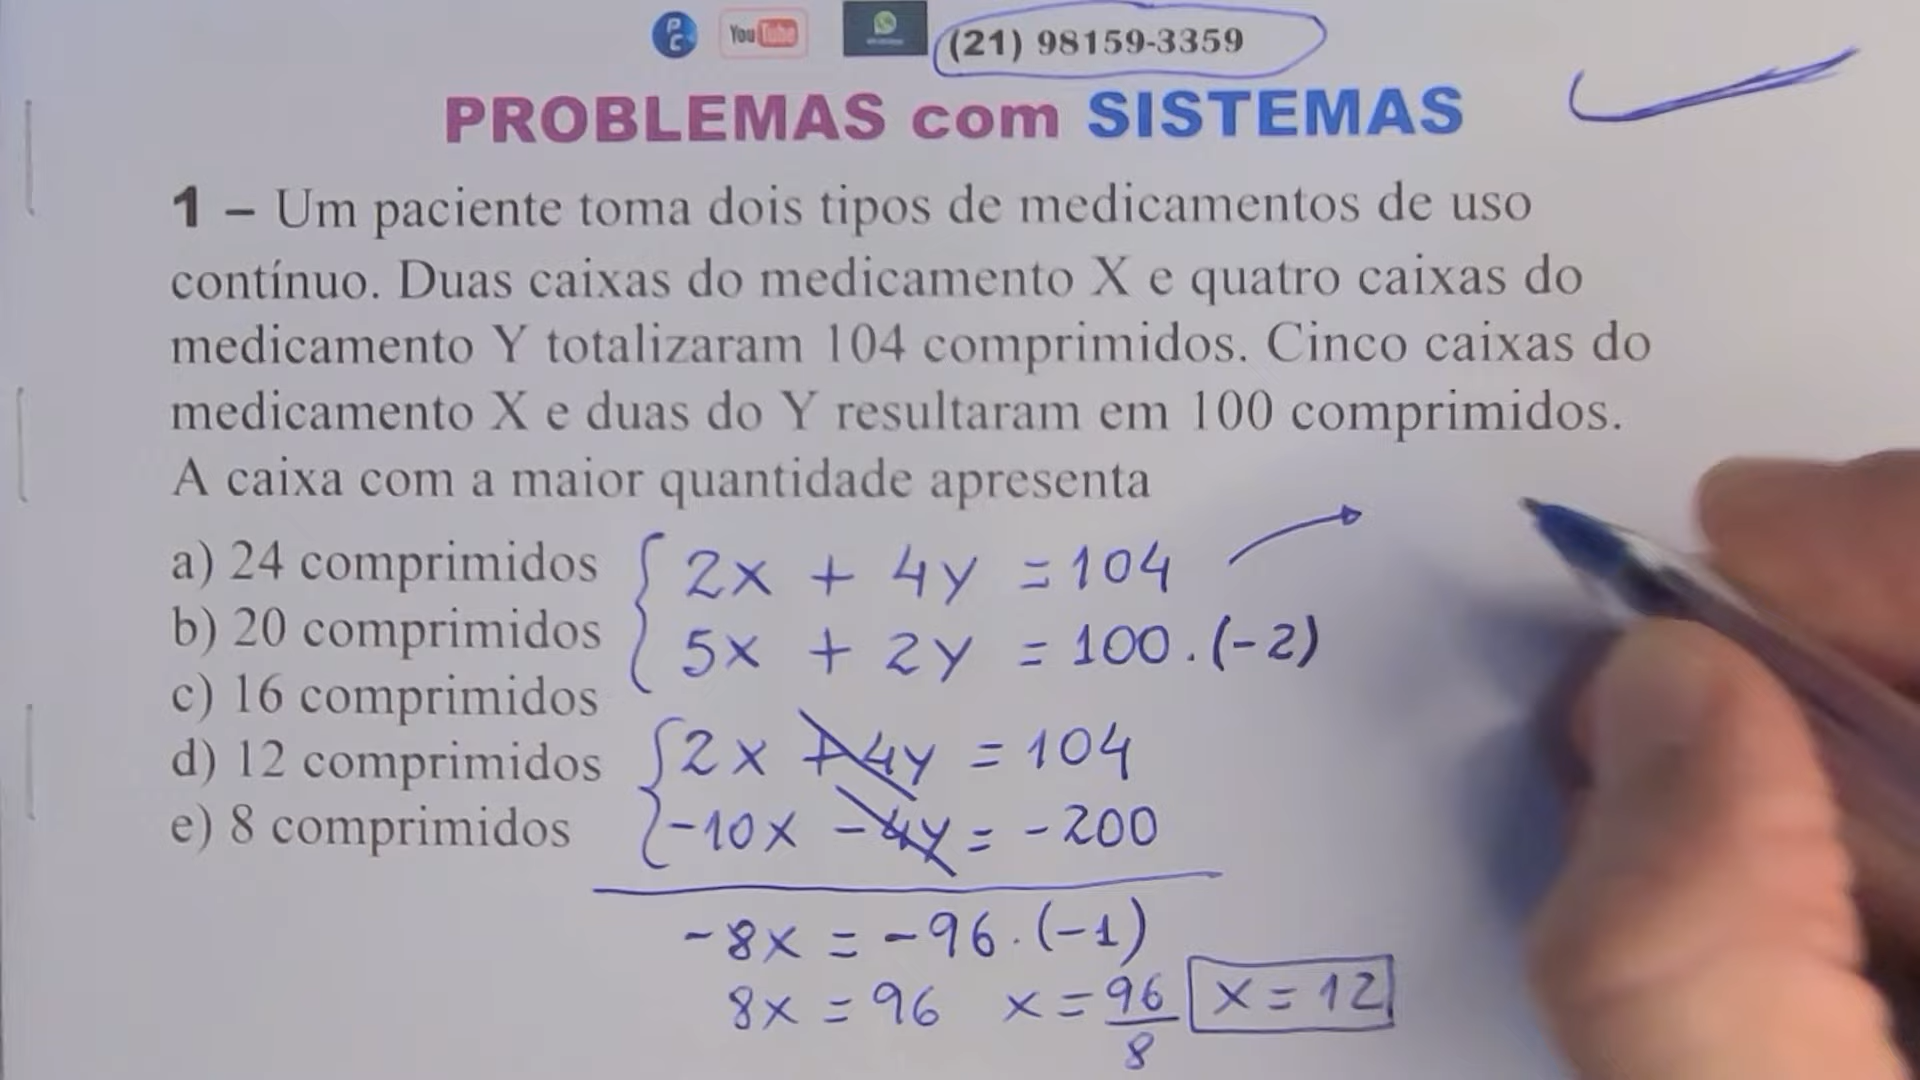 YouTube (21) 98159-3359
PROBLEMAS com SISTEMAS
1 – Um paciente toma dois tipos de medicamentos de uso
contínuo. Duas caixas do medicamento X e quatro caixas do
medicamento Y totalizaram 104 comprimidos. Cinco caixas do
medicamento X e duas do Y resultaram em 100 comprimidos.
A caixa com a maior quantidade apresenta
a) 24 comprimidos
b) 20 comprimidos
c) 16 comprimidos
d) 12 comprimidos
e) 8 comprimidos
2x + 4y = 104
5x + 2y = 100 . (-2)
2x + 4y = 104
-10x - 4y = -200
-8x = -96 . (-1)
8x = 96 x = 96/8 x = 12